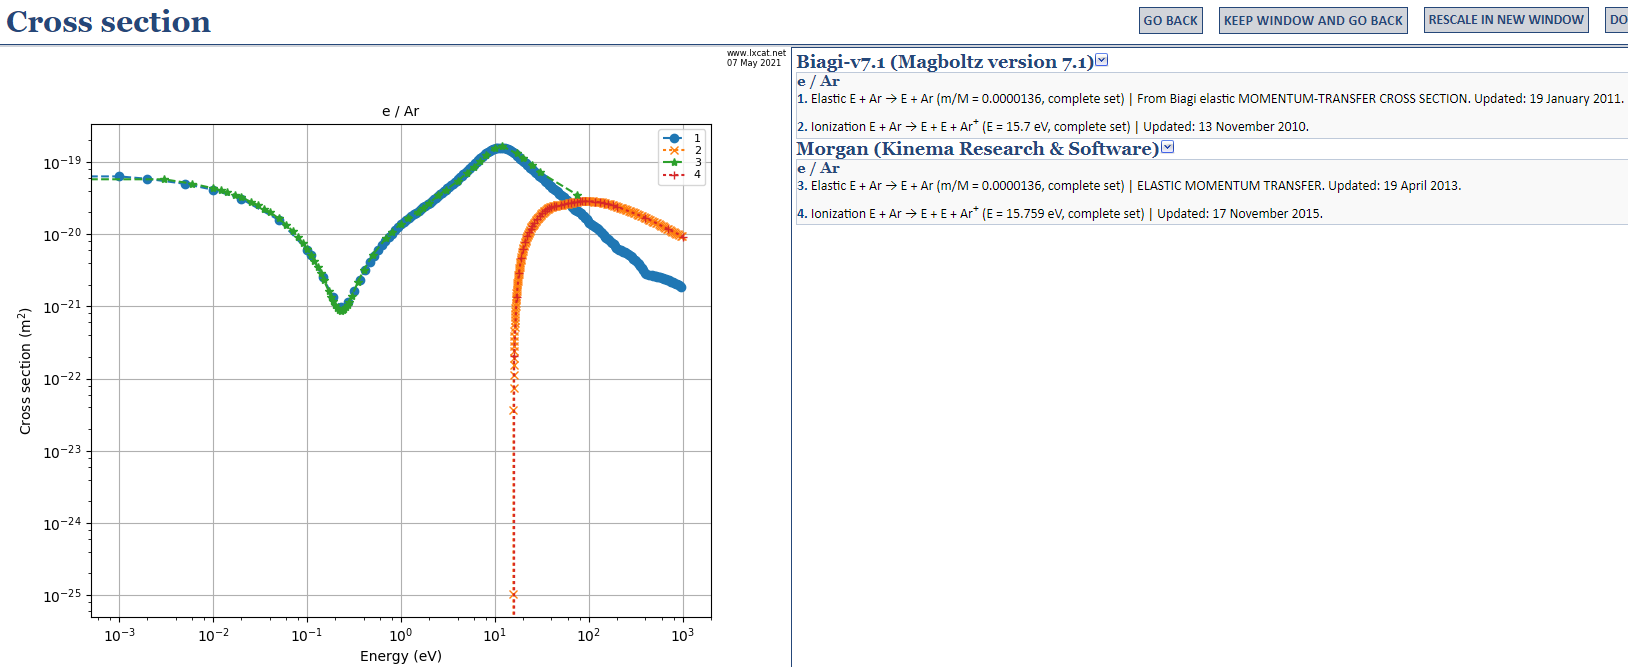 Cross section
GO BACK
KEEP WINDOW AND GO BACK
RESCALE IN NEW WINDOW
DO
www.lxcat.net
07 May 2021
e / Ar
1
2
3
4
10⁻¹⁹
10⁻²⁰
10⁻²¹
10⁻²²
10⁻²³
10⁻²⁴
10⁻²⁵
Cross section (m²)
10⁻³
10⁻²
10⁻¹
10⁰
10¹
10²
10³
Energy (eV)
Biagi-v7.1 (Magboltz version 7.1)
e / Ar
1. Elastic E + Ar → E + Ar (m/M = 0.0000136, complete set) | From Biagi elastic MOMENTUM-TRANSFER CROSS SECTION. Updated: 19 January 2011.
2. Ionization E + Ar → E + E + Ar⁺ (E = 15.7 eV, complete set) | Updated: 13 November 2010.
Morgan (Kinema Research & Software)
e / Ar
3. Elastic E + Ar → E + Ar (m/M = 0.0000136, complete set) | ELASTIC MOMENTUM TRANSFER. Updated: 19 April 2013.
4. Ionization E + Ar → E + E + Ar⁺ (E = 15.759 eV, complete set) | Updated: 17 November 2015.